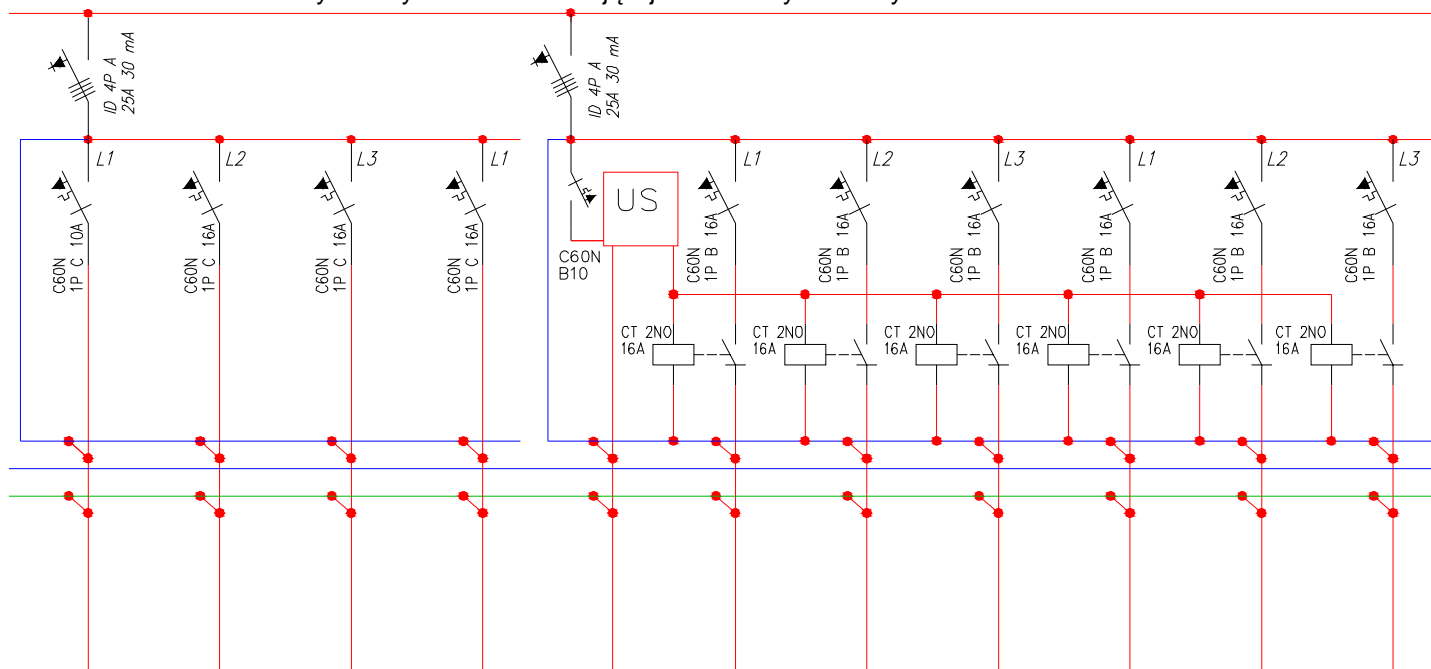 ID 4P A
25A 30 mA
ID 4P A
25A 30 mA
L1
L2
L3
L1
L1
L2
L3
L1
L2
L3
US
C60N
1P C 10A
C60N
1P C 16A
C60N
1P C 16A
C60N
1P C 16A
C60N
B10
C60N
1P B 16A
C60N
1P B 16A
C60N
1P B 16A
C60N
1P B 16A
C60N
1P B 16A
C60N
1P B 16A
CT 2NO
16A
CT 2NO
16A
CT 2NO
16A
CT 2NO
16A
CT 2NO
16A
CT 2NO
16A